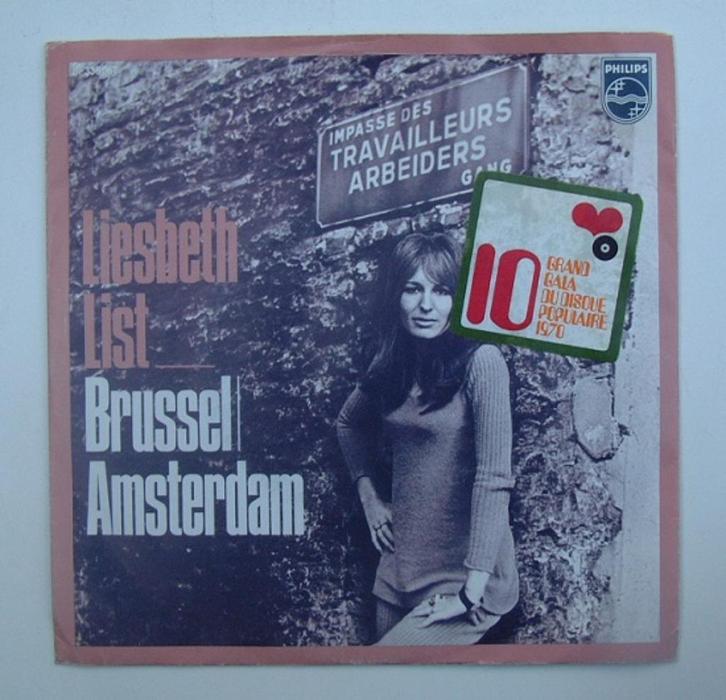 PHILIPS
IMPASSE DES
TRAVAILLEURS
ARBEIDERS
GANG
Liesbeth
List
Brussel
Amsterdam
10
GRAND
GALA
DU DISQUE
POPULAIRE
1970